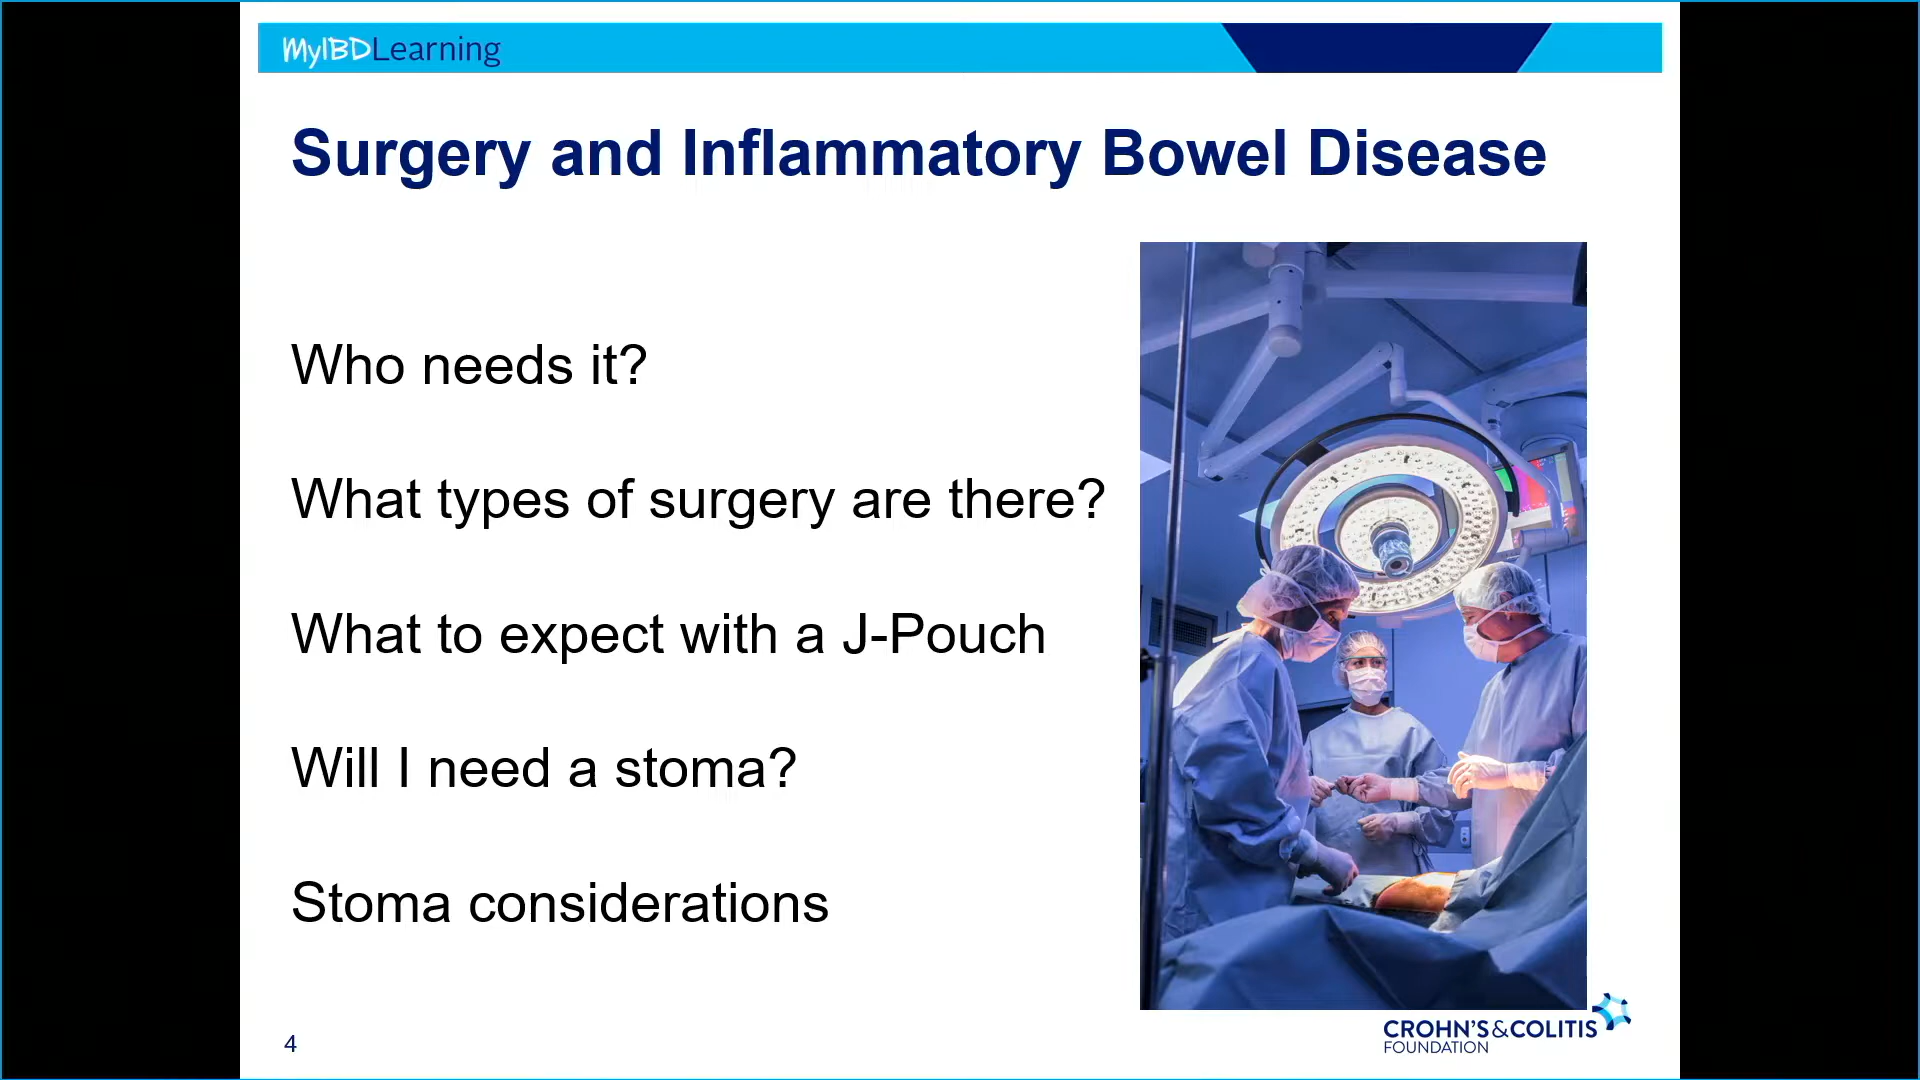 MyIBDLearning
Surgery and Inflammatory Bowel Disease
Who needs it?
What types of surgery are there?
What to expect with a J-Pouch
Will I need a stoma?
Stoma considerations
4
CROHN'S&COLITIS
FOUNDATION